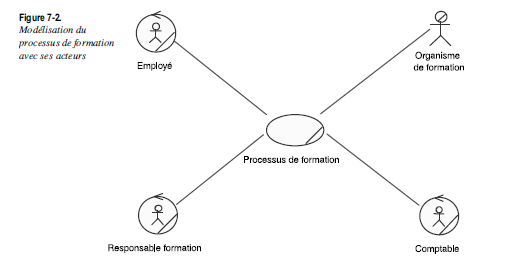 Figure 7-2.
Modélisation du
processus de formation
avec ses acteurs
Employé
Organisme
de formation
Processus de formation
Responsable formation
Comptable